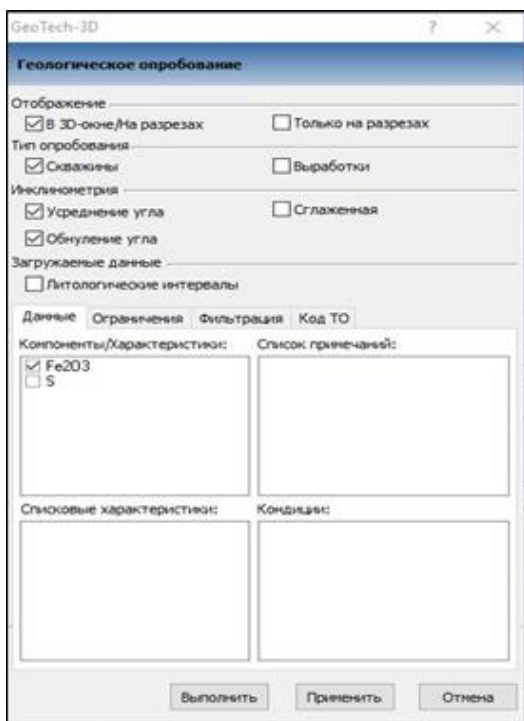 GeoTech-3D ?
Геологическое опробование
Отображение
В 3D-окне/На разрезах Только на разрезах
Тип опробования
Скважины Выработки
Инклинометрия
Усреднение угла Сглаженная
Обнуление угла
Загружаемые данные
Литологические интервалы
Данные Ограничения Фильтрация Код ТО
Компоненты/Характеристики: Список примечаний:
Fe2O3
S
Списковые характеристики: Кондиции:
Выполнить Применить Отмена